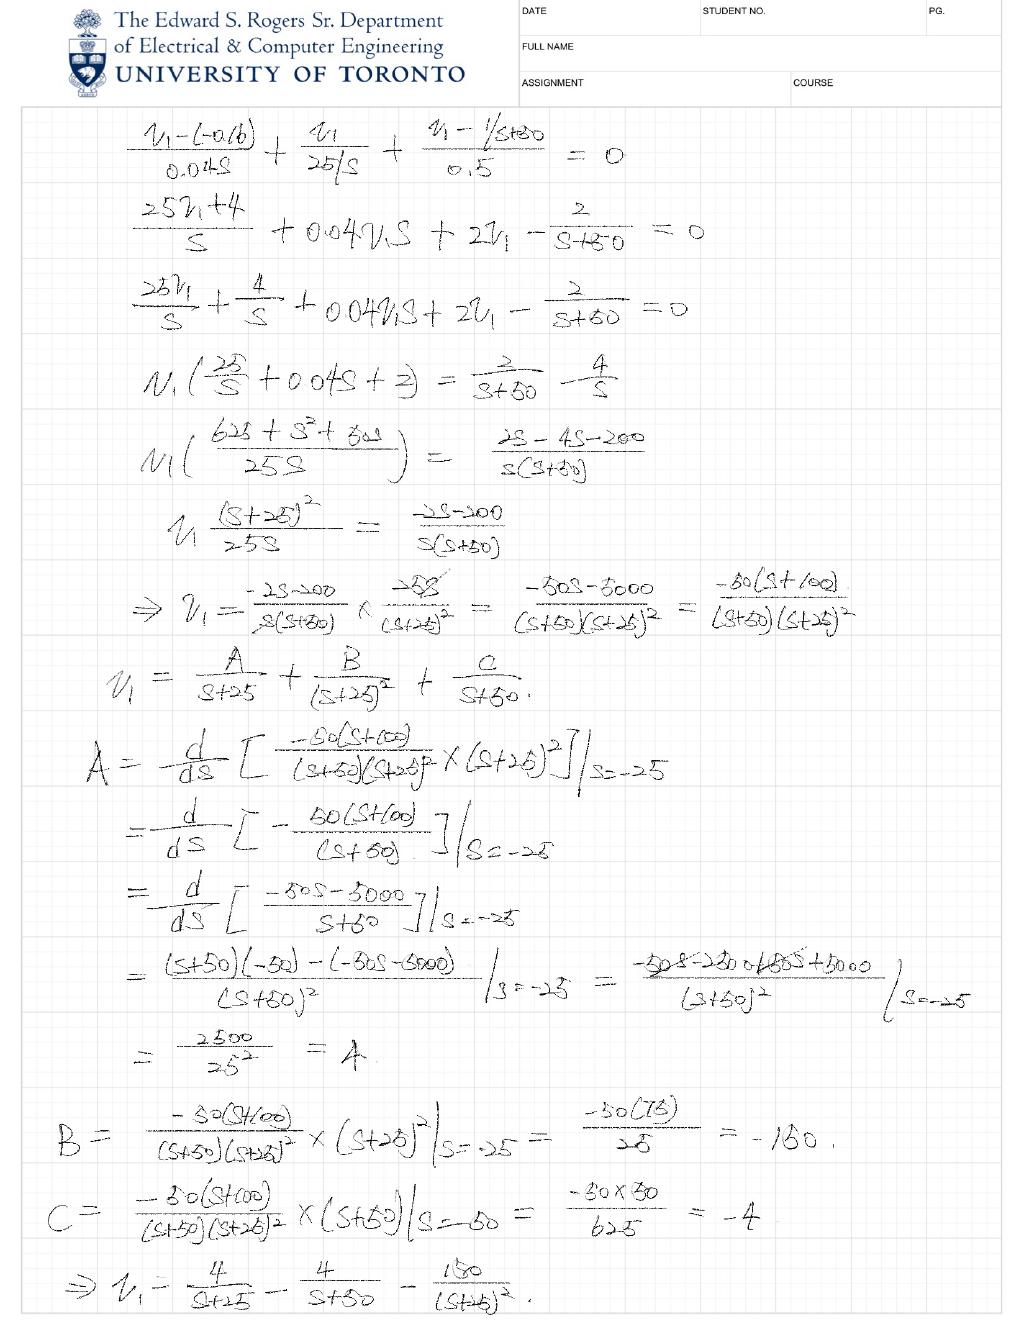 The Edward S. Rogers Sr. Department
of Electrical & Computer Engineering
UNIVERSITY OF TORONTO
DATE STUDENT NO. PG.
FULL NAME
ASSIGNMENT COURSE
(V₁-(-0.16))/(0.04S) + V₁/(25/S) + (V₁ - 1/(S+50))/0.5 = 0
(25V₁+4)/S + 0.04V₁S + 2V₁ - 2/(S+50) = 0
25V₁/S + 4/S + 0.04V₁S + 2V₁ - 2/(S+50) = 0
V₁ (25/S + 0.04S + 2) = 2/(S+50) - 4/S
V₁ ((625 + S² + 50S)/(25S)) = (2S - 4S - 200)/(S(S+50))
V₁ (S+25)²/(25S) = (-2S-200)/(S(S+50))
⇒ V₁ = (-2S-200)/(S(S+50)) × 25S/(S+25)² = (-50S-5000)/((S+50)(S+25)²) = -50(S+100)/((S+50)(S+25)²)
V₁ = A/(S+25) + B/(S+25)² + C/(S+50).
A = d/dS [ -50(S+100)/((S+50)(S+25)²) × (S+25)² ] |S=-25
= d/dS [ - 50(S+100)/(S+50) ] |S=-25
= d/dS [ (-50S-5000)/(S+50) ] |S=-25
= ((S+50)(-50) - (-50S-5000))/(S+50)² |S=-25 = (-50S-2500+50S+5000)/(S+50)² |S=-25
= 2500/25² = 4
B = -50(S+100)/((S+50)(S+25)²) × (S+25)² |S=-25 = -50(75)/25 = -150.
C = -50(S+100)/((S+50)(S+25)²) × (S+50) |S=-50 = -50×50/625 = -4
⇒ V₁ = 4/(S+25) - 4/(S+50) - 150/(S+25)².